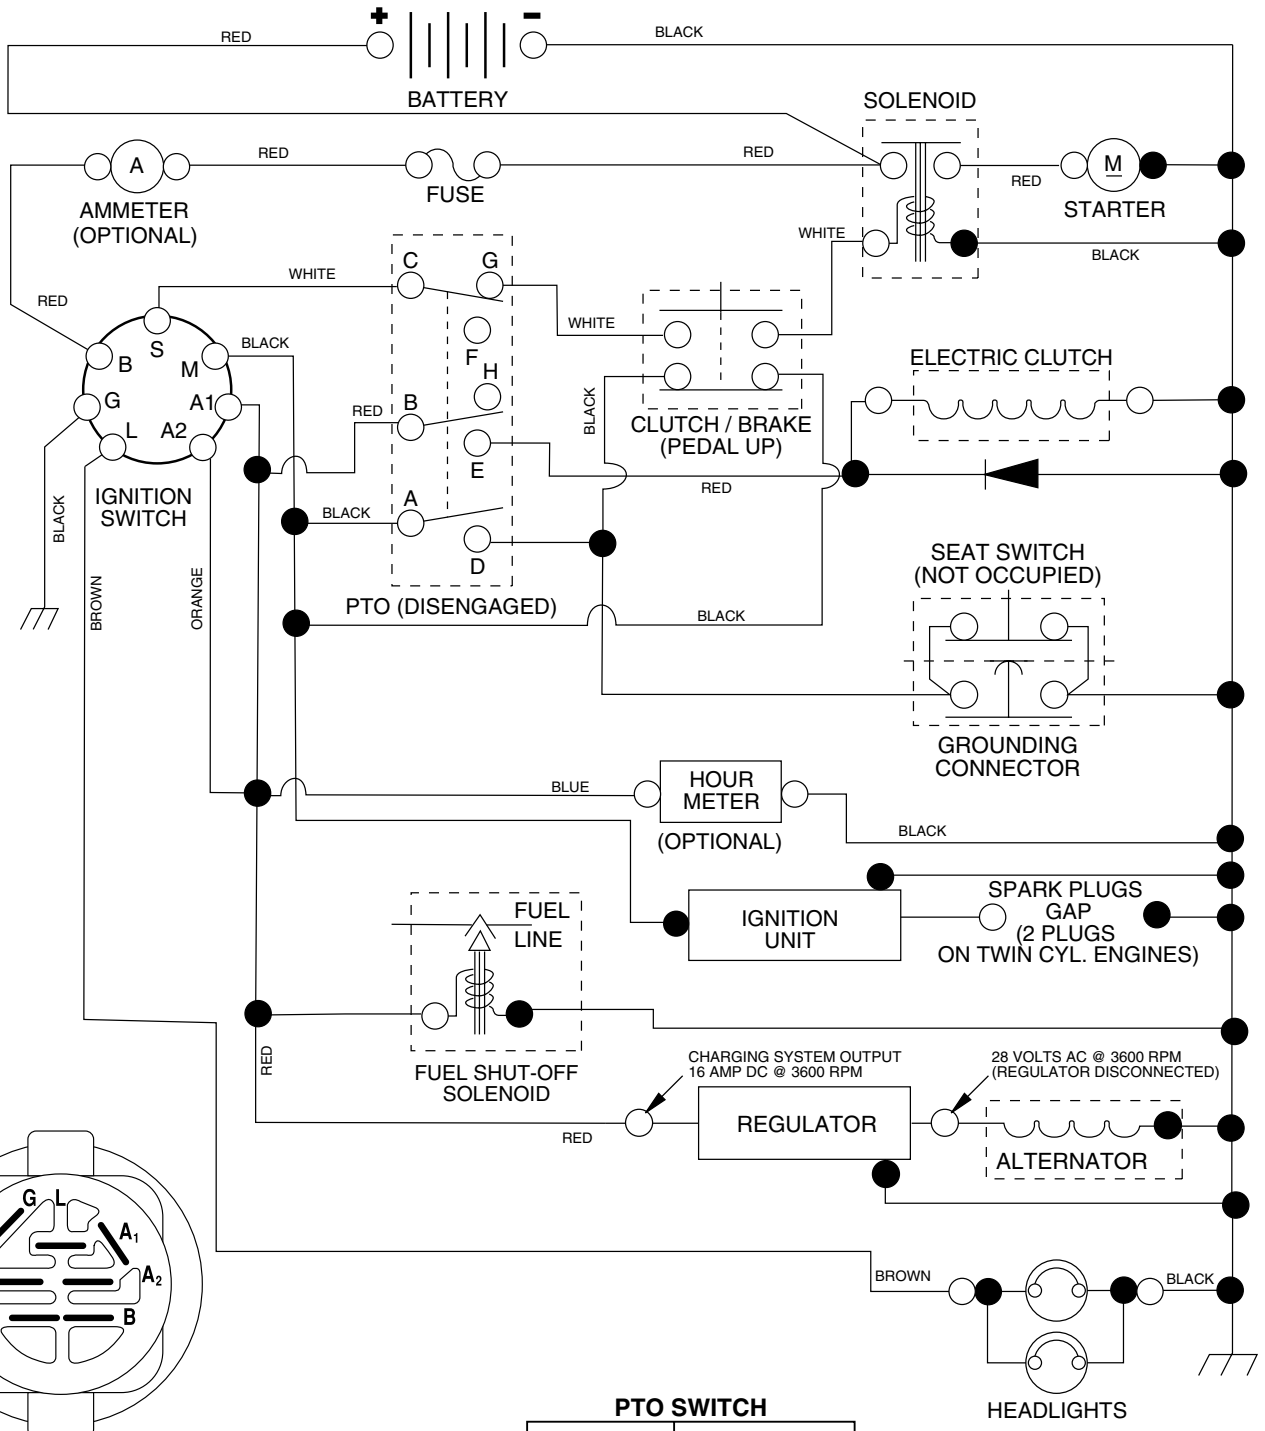 + -
RED
BLACK
BATTERY
SOLENOID
A
RED
RED
RED
M
FUSE
STARTER
AMMETER
(OPTIONAL)
WHITE
BLACK
C G
WHITE
RED
WHITE
S
BLACK
F
B
M
H
ELECTRIC CLUTCH
G
A1
RED
B
BLACK
CLUTCH / BRAKE
(PEDAL UP)
L
A2
E
RED
IGNITION
SWITCH
A
BLACK
BLACK
D
SEAT SWITCH
(NOT OCCUPIED)
BROWN
ORANGE
PTO (DISENGAGED)
BLACK
GROUNDING
CONNECTOR
BLUE
HOUR
METER
(OPTIONAL)
BLACK
FUEL
LINE
IGNITION
UNIT
SPARK PLUGS
GAP
(2 PLUGS
ON TWIN CYL. ENGINES)
RED
FUEL SHUT-OFF
SOLENOID
CHARGING SYSTEM OUTPUT
16 AMP DC @ 3600 RPM
28 VOLTS AC @ 3600 RPM
(REGULATOR DISCONNECTED)
RED
REGULATOR
ALTERNATOR
G L
A1
A2
B
BROWN
BLACK
HEADLIGHTS
PTO SWITCH